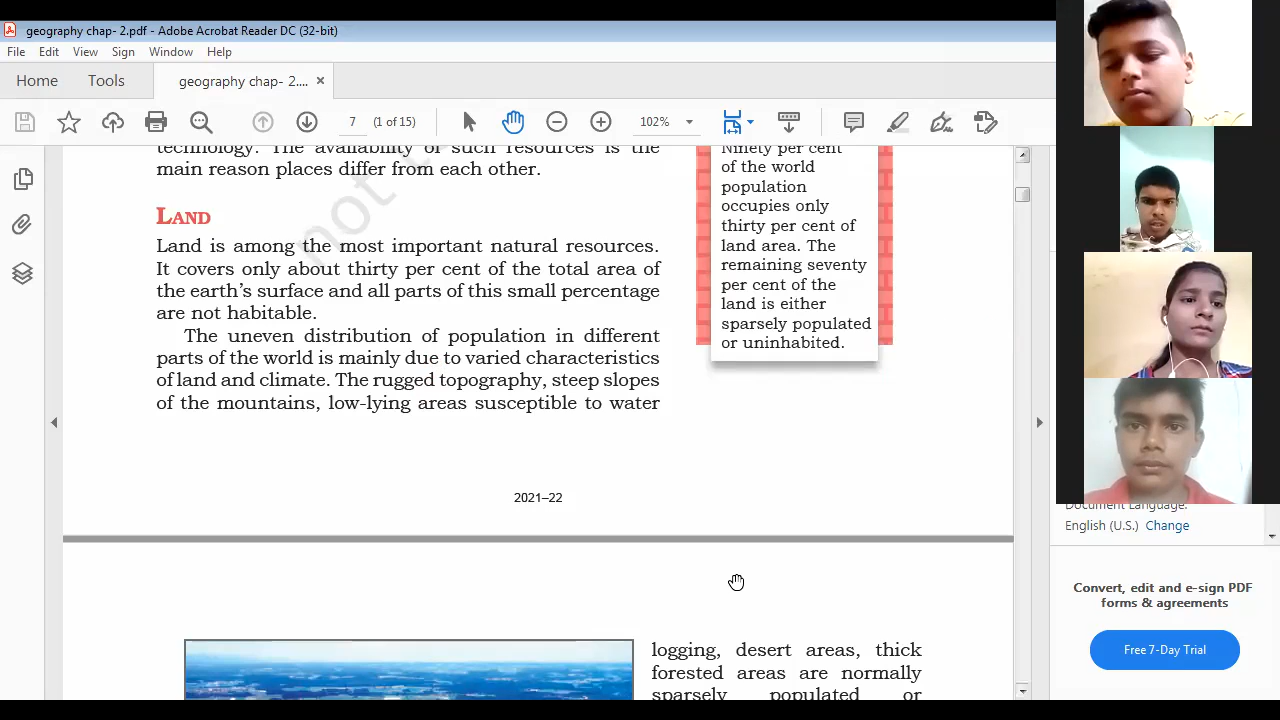 geography chap- 2.pdf - Adobe Acrobat Reader DC (32-bit)
File Edit View Sign Window Help
Home Tools geography chap- 2.... ×
7 (1 of 15) 102%
technology. The availability of such resources is the
main reason places differ from each other.
LAND
Land is among the most important natural resources.
It covers only about thirty per cent of the total area of
the earth's surface and all parts of this small percentage
are not habitable.
The uneven distribution of population in different
parts of the world is mainly due to varied characteristics
of land and climate. The rugged topography, steep slopes
of the mountains, low-lying areas susceptible to water
not
Ninety per cent
of the world
population
occupies only
thirty per cent of
land area. The
remaining seventy
per cent of the
land is either
sparsely populated
or uninhabited.
2021–22
logging, desert areas, thick
forested areas are normally
sparsely populated or
Document Language:
English (U.S.) Change
Convert, edit and e-sign PDF
forms & agreements
Free 7-Day Trial